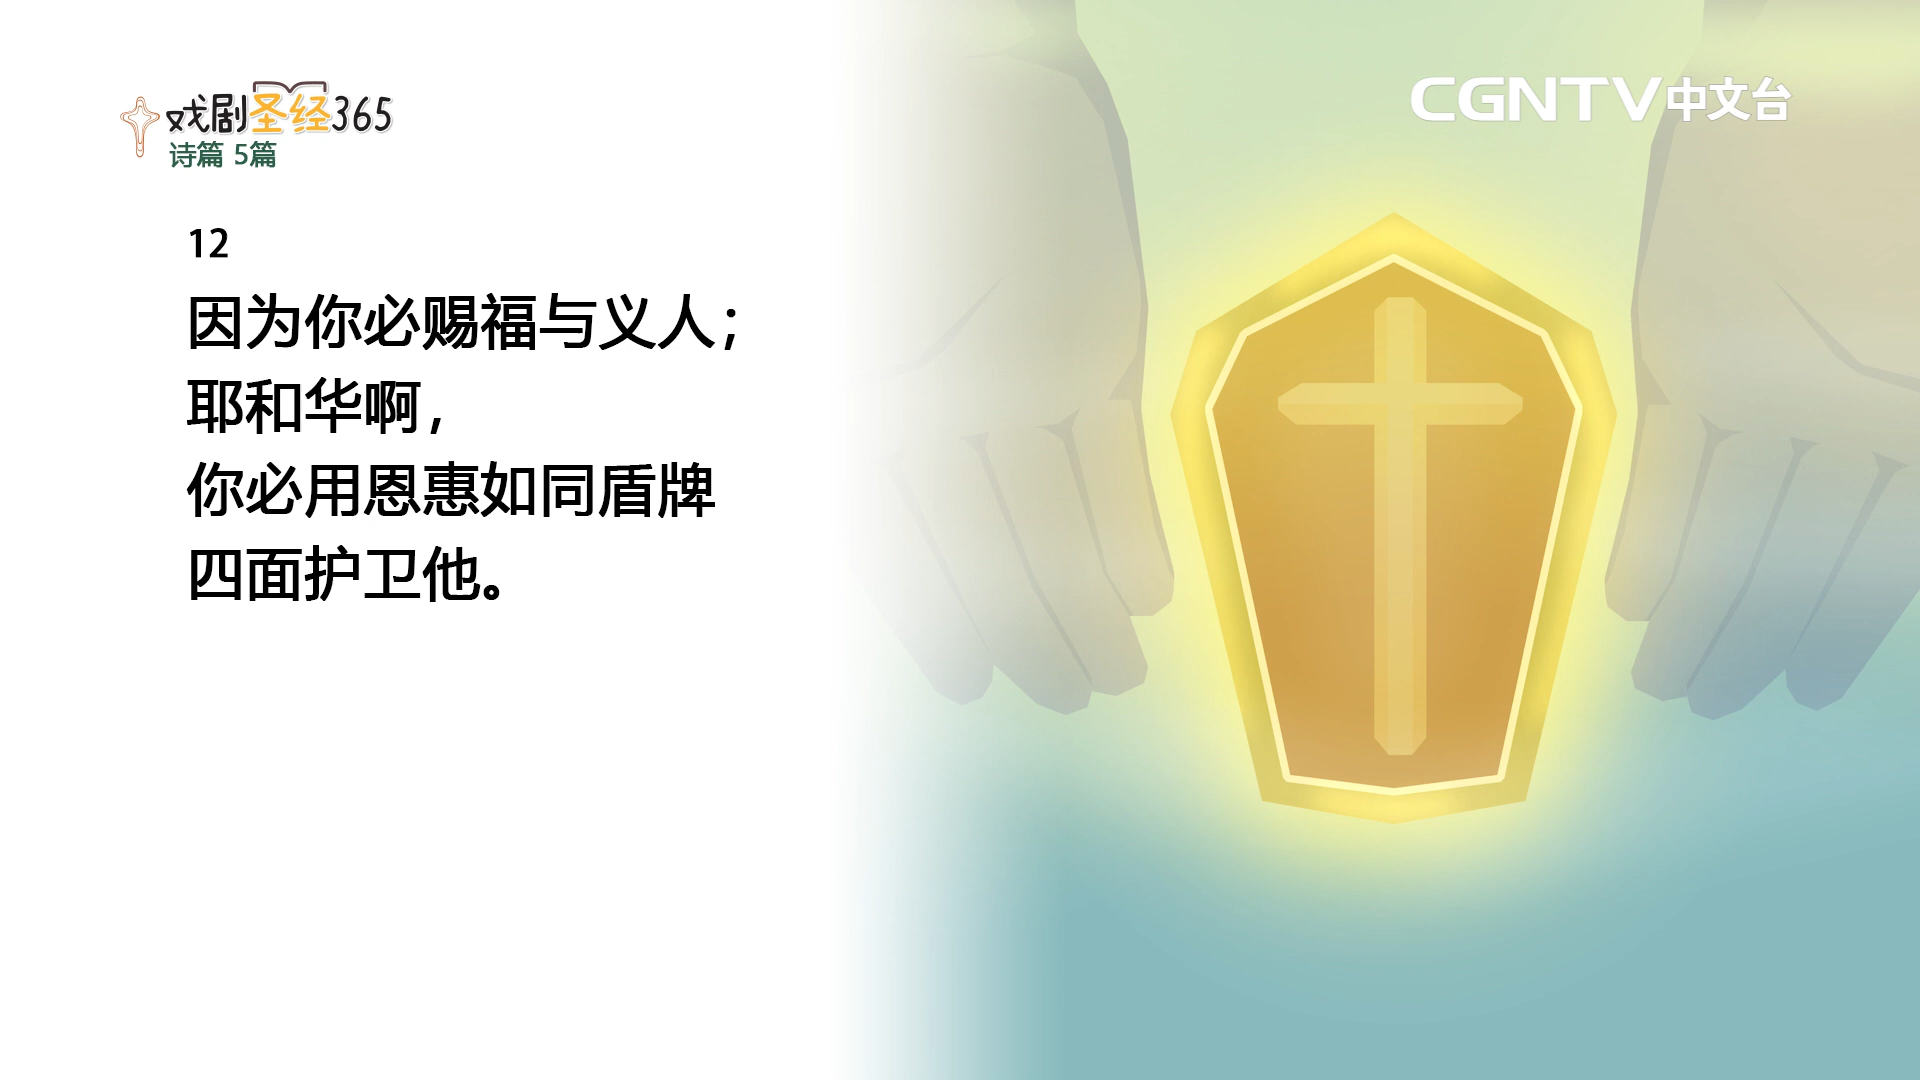 戏剧圣经365
诗篇 5篇
CGNTV中文台
12
因为你必赐福与义人；
耶和华啊，
你必用恩惠如同盾牌
四面护卫他。